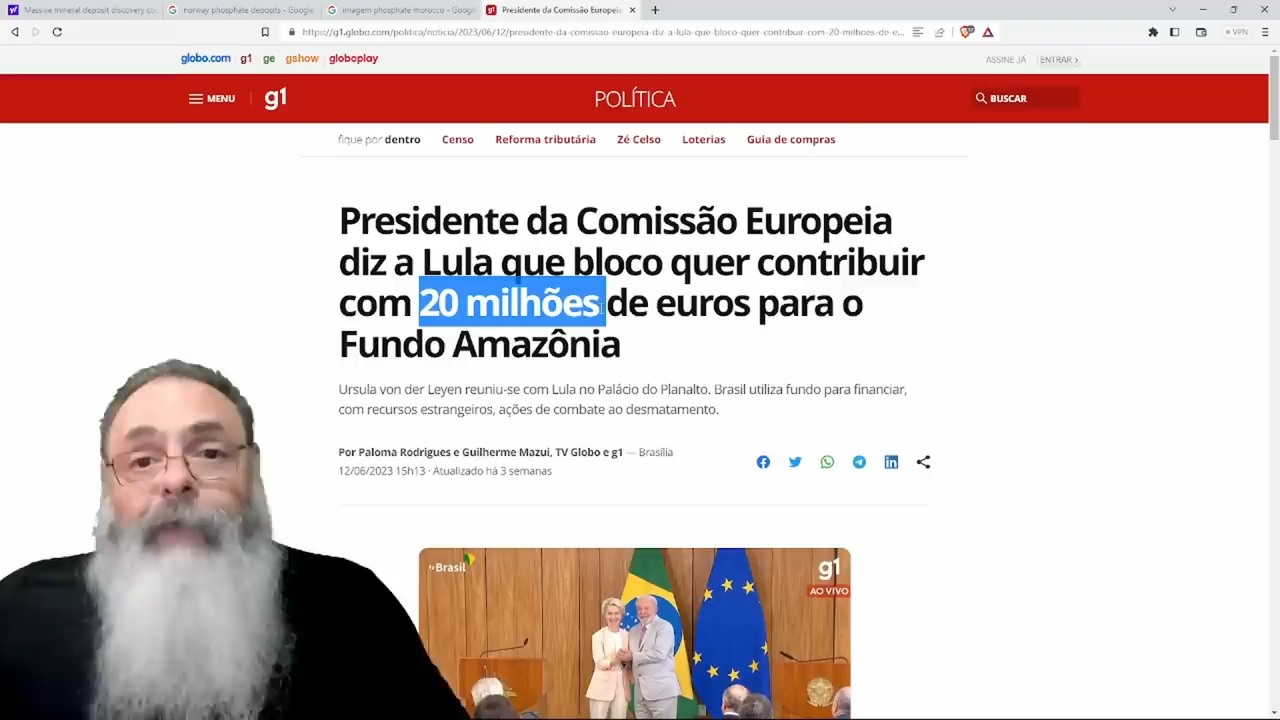 Massive mineral deposit discovery co
norway phosphate deposits - Google
imagem phosphate morocco - Google
Presidente da Comissão Europeia
https://g1.globo.com/politica/noticia/2023/06/12/presidente-da-comissao-europeia-diz-a-lula-que-bloco-quer-contribuir-com-20-milhoes-de-e...
VPN
globo.com g1 ge gshow globoplay
ASSINE JÁ ENTRAR >
MENU g1 POLÍTICA BUSCAR
fique por dentro Censo Reforma tributária Zé Celso Loterias Guia de compras
Presidente da Comissão Europeia
diz a Lula que bloco quer contribuir
com 20 milhões de euros para o
Fundo Amazônia
Ursula von der Leyen reuniu-se com Lula no Palácio do Planalto. Brasil utiliza fundo para financiar,
com recursos estrangeiros, ações de combate ao desmatamento.
Por Paloma Rodrigues e Guilherme Mazui, TV Globo e g1 — Brasília
12/06/2023 15h13 · Atualizado há 3 semanas
tvBrasil
g1
AO VIVO